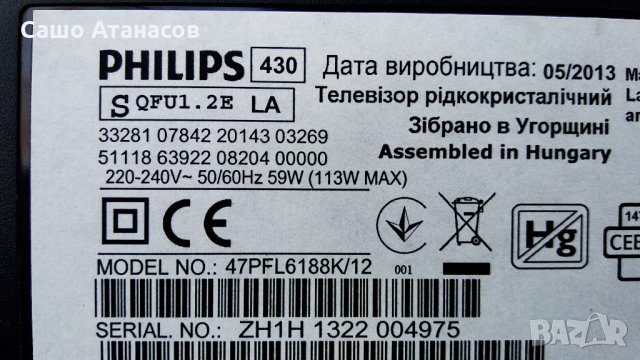 Сашо Атанасов
PHILIPS 430 Дата виробництва: 05/2013
S QFU1.2E LA Телевізор рідкокристалічний
33281 07842 20143 03269 Зібрано в Угорщині
51118 63922 08204 00000 Assembled in Hungary
220-240V~ 50/60Hz 59W (113W MAX)
CE
Hg
MODEL NO.: 47PFL6188K/12 001
SERIAL. NO.: ZH1H 1322 004975
bazar